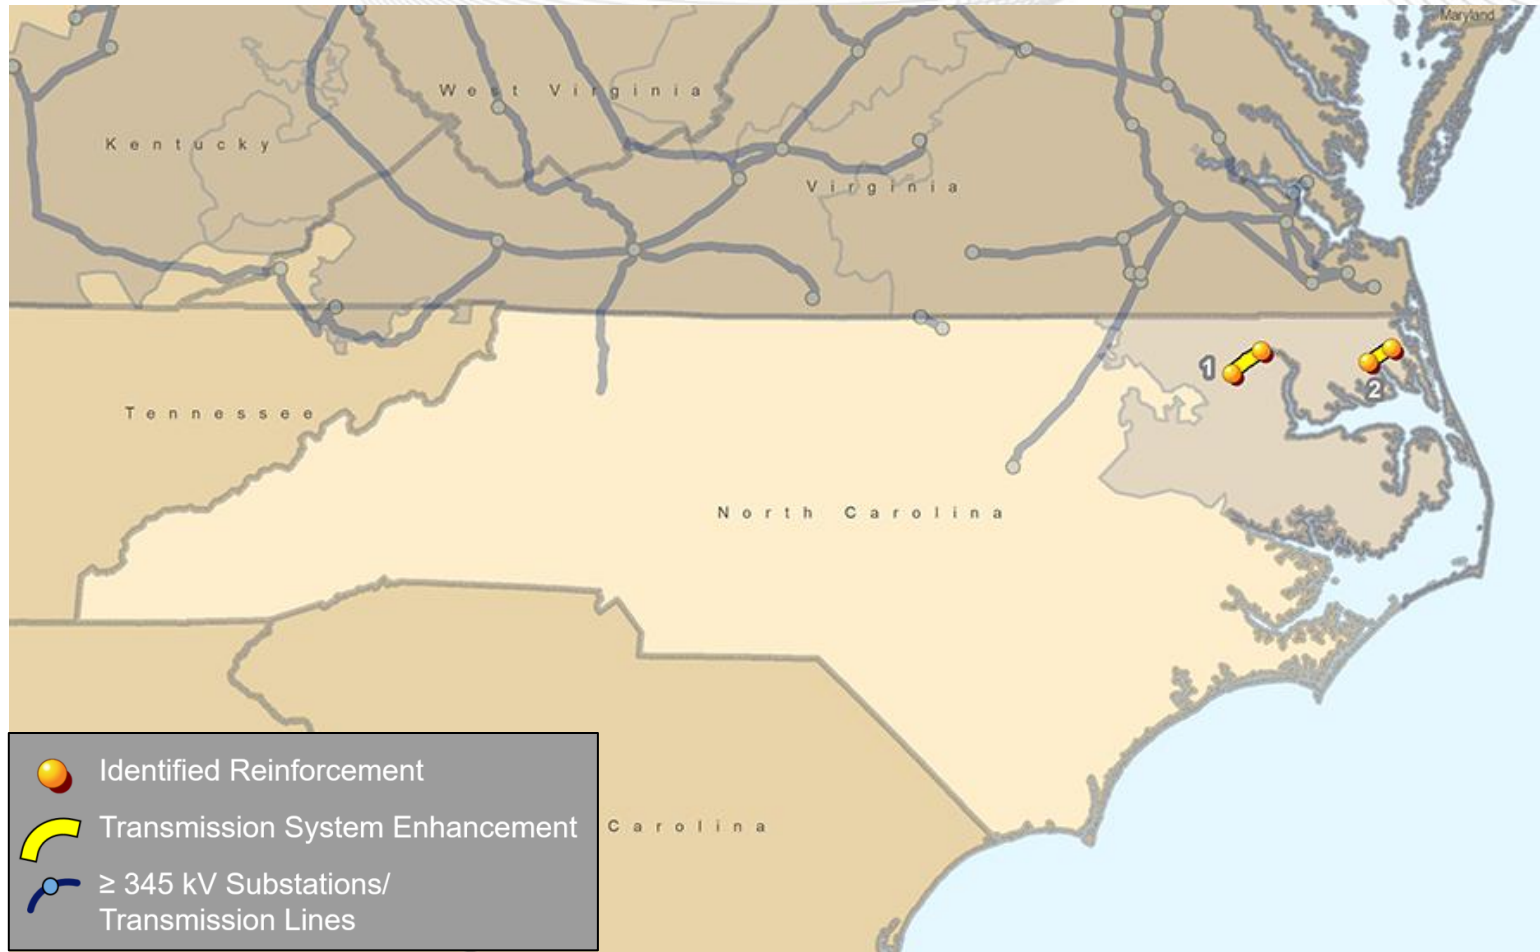 Maryland
West Virginia
Kentucky
Virginia
1
2
Tennessee
North Carolina
Carolina
Identified Reinforcement
Transmission System Enhancement
≥ 345 kV Substations/
Transmission Lines